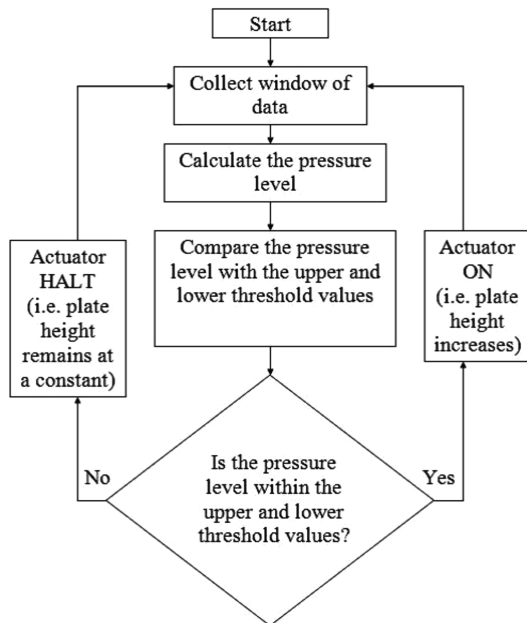 Start
Collect window of
data
Calculate the pressure
level
Compare the pressure
level with the upper and
lower threshold values
Actuator
HALT
(i.e. plate
height
remains at
a constant)
Actuator
ON
(i.e. plate
height
increases)
No
Is the pressure
level within the
upper and lower
threshold values?
Yes